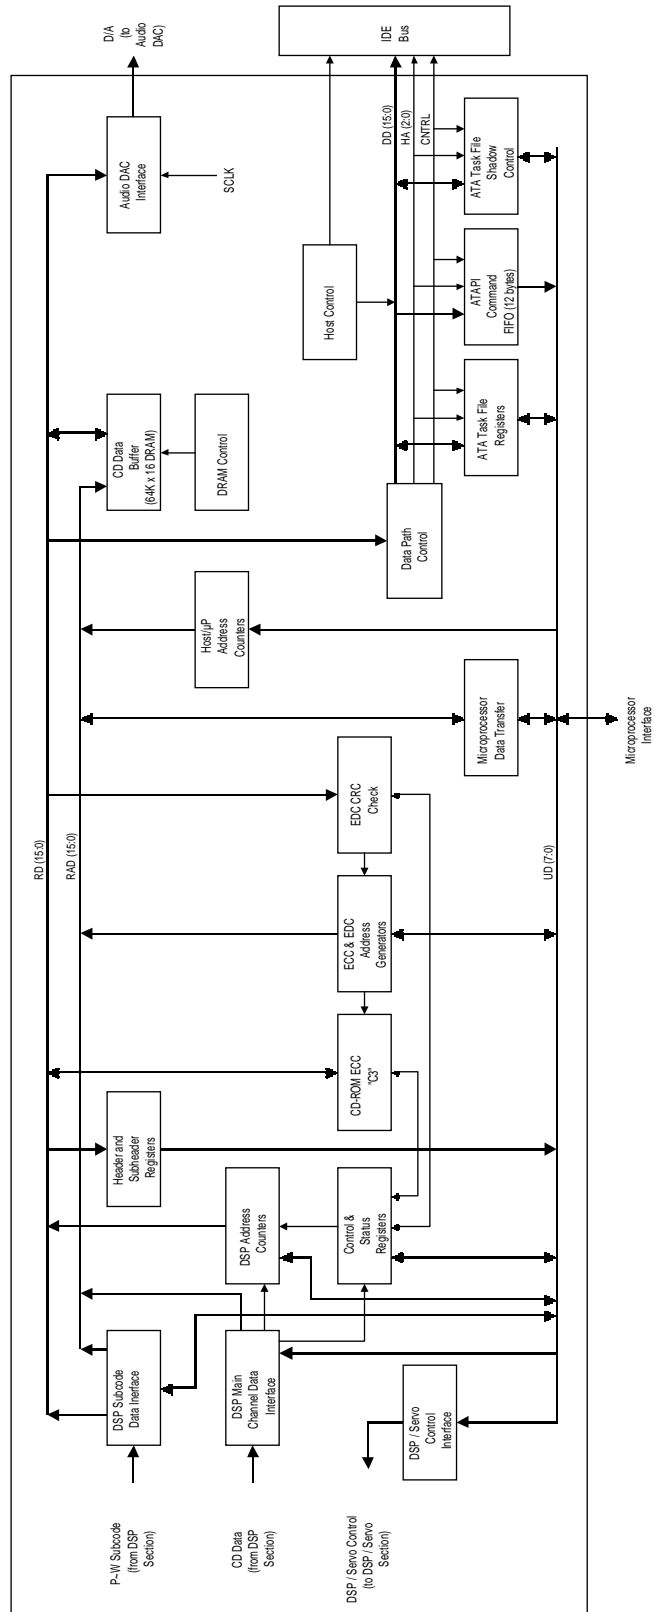 P~W Subcode
(from DSP
Section)
CD Data
(from DSP
Section)
DSP / Servo Control
(to DSP / Servo
Section)
DSP Subcode
Data Inerface
DSP Main
Channel Data
Interface
DSP / Servo
Control
Interface
DSP Address
Counters
Control &
Status
Registers
Header and
Subheader
Registers
CD-ROM ECC
"C3"
ECC & EDC
Address
Generators
EDC CRC
Check
RD (15:0)
RAD (15:0)
UD (7:0)
Microprocessor
Data Transfer
Microprocessor
Interface
Host/µP
Address
Counters
CD Data
Buffer
(64K x 16 DRAM)
DRAM Control
Data Path
Control
ATA Task File
Registers
ATAPI
Command
FIFO (12 bytes)
ATA Task File
Shadow
Control
Host Control
Audio DAC
Interface
SCLK
DD (15:0)
HA (2:0)
CNTRL
D/A
(to
Audio
DAC)
IDE
Bus